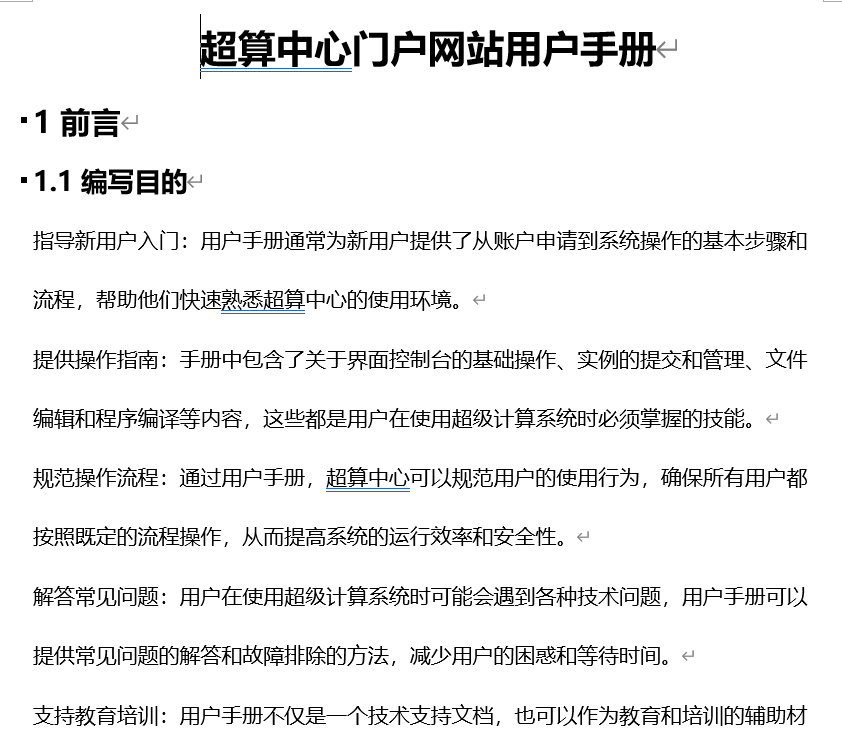 超算中心门户网站用户手册
1 前言
1.1 编写目的
指导新用户入门：用户手册通常为新用户提供了从账户申请到系统操作的基本步骤和
流程，帮助他们快速熟悉超算中心的使用环境。
提供操作指南：手册中包含了关于界面控制台的基础操作、实例的提交和管理、文件
编辑和程序编译等内容，这些都是用户在使用超级计算系统时必须掌握的技能。
规范操作流程：通过用户手册，超算中心可以规范用户的使用行为，确保所有用户都
按照既定的流程操作，从而提高系统的运行效率和安全性。
解答常见问题：用户在使用超级计算系统时可能会遇到各种技术问题，用户手册可以
提供常见问题的解答和故障排除的方法，减少用户的困惑和等待时间。
支持教育培训：用户手册不仅是一个技术支持文档，也可以作为教育和培训的辅助材